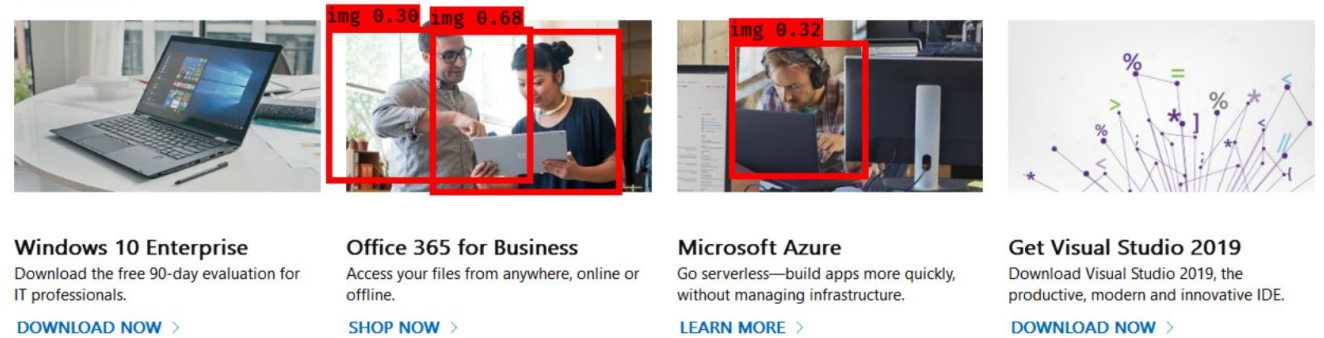 img 0.30
img 0.68
img 0.32
% = < > % * * ] % < * // < * {
Windows 10 Enterprise
Download the free 90-day evaluation for
IT professionals.
DOWNLOAD NOW >
Office 365 for Business
Access your files from anywhere, online or
offline.
SHOP NOW >
Microsoft Azure
Go serverless—build apps more quickly,
without managing infrastructure.
LEARN MORE >
Get Visual Studio 2019
Download Visual Studio 2019, the
productive, modern and innovative IDE.
DOWNLOAD NOW >